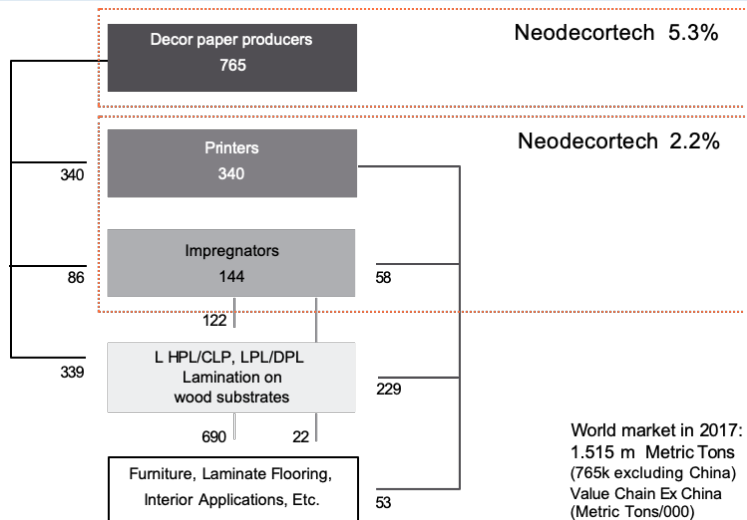 Decor paper producers
765
Neodecortech 5.3%
Printers
340
Neodecortech 2.2%
340
Impregnators
144
86
58
122
L HPL/CLP, LPL/DPL
Lamination on
wood substrates
339
229
690
22
Furniture, Laminate Flooring,
Interior Applications, Etc.
53
World market in 2017:
1.515 m Metric Tons
(765k excluding China)
Value Chain Ex China
(Metric Tons/000)